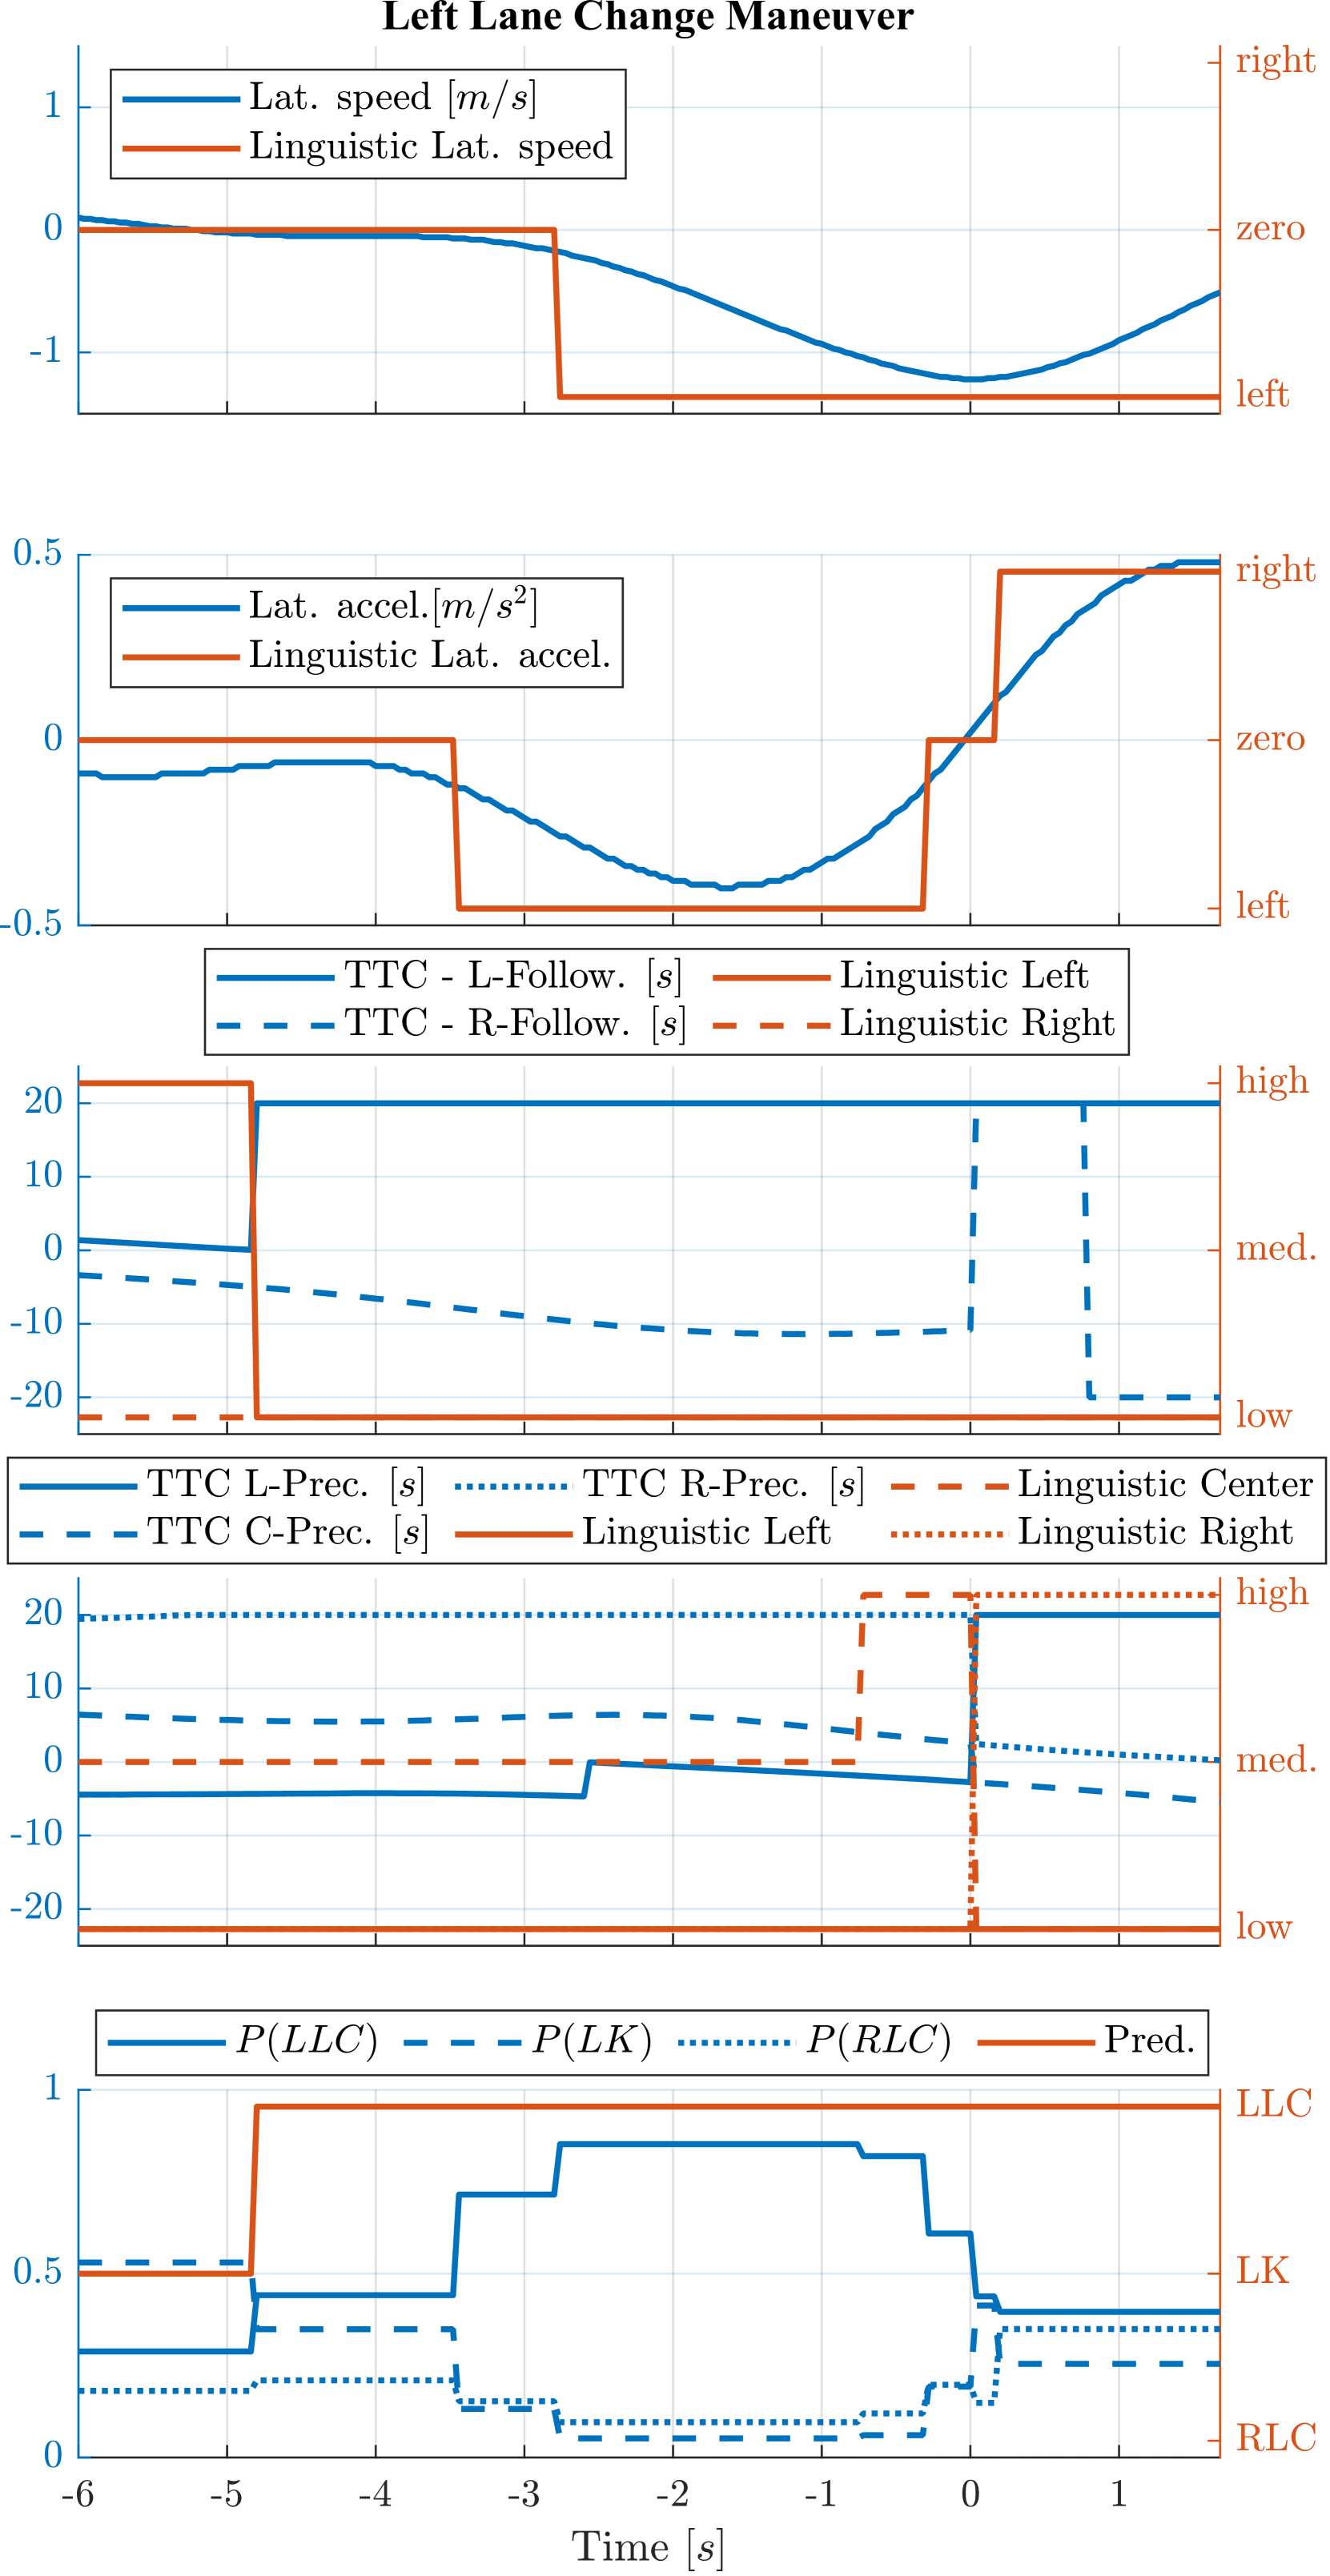 Left Lane Change Maneuver
Lat. speed [m/s]
Linguistic Lat. speed
1
0
-1
right
zero
left
Lat. accel.[m/s²]
Linguistic Lat. accel.
0.5
0
-0.5
right
zero
left
TTC - L-Follow. [s] Linguistic Left
TTC - R-Follow. [s] Linguistic Right
20
10
0
-10
-20
high
med.
low
TTC L-Prec. [s] TTC R-Prec. [s] Linguistic Center
TTC C-Prec. [s] Linguistic Left Linguistic Right
20
10
0
-10
-20
high
med.
low
P(LLC) P(LK) P(RLC) Pred.
1
0.5
0
LLC
LK
RLC
-6 -5 -4 -3 -2 -1 0 1
Time [s]